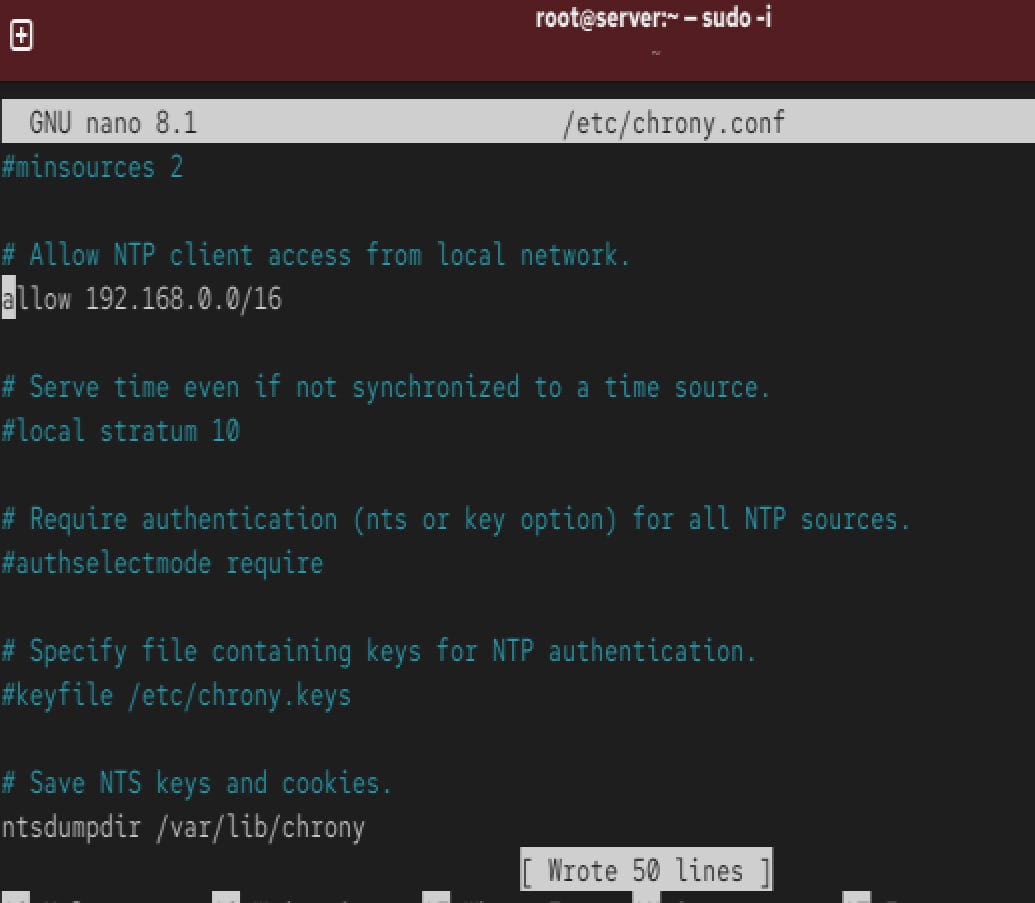 root@server:~ – sudo -i
~
GNU nano 8.1 /etc/chrony.conf
#minsources 2
# Allow NTP client access from local network.
allow 192.168.0.0/16
# Serve time even if not synchronized to a time source.
#local stratum 10
# Require authentication (nts or key option) for all NTP sources.
#authselectmode require
# Specify file containing keys for NTP authentication.
#keyfile /etc/chrony.keys
# Save NTS keys and cookies.
ntsdumpdir /var/lib/chrony
[ Wrote 50 lines ]